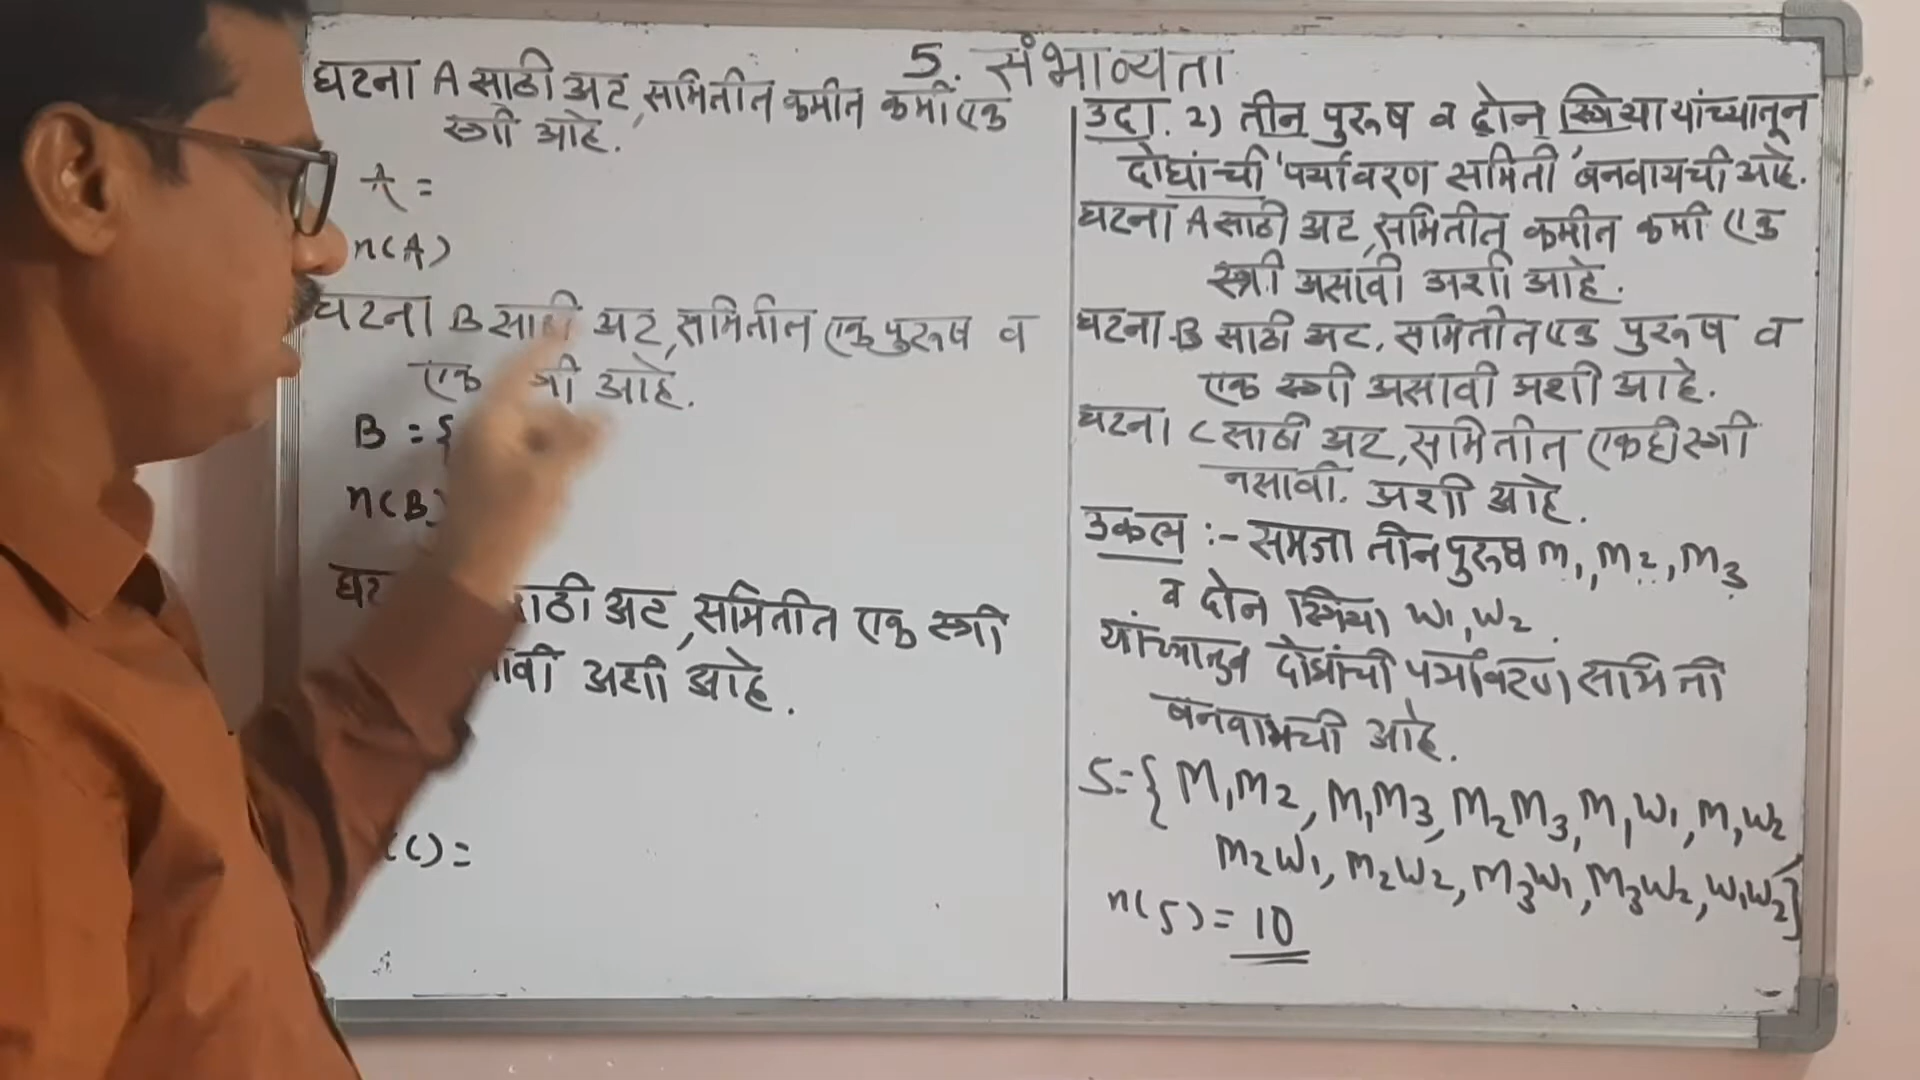 5. संभाव्यता
घटना A साठी अट, समितीत कमीत कमी एक
स्त्री आहे.
A =
n(A)
घटना B साठी अट, समितीत एक पुरूष व
एक स्त्री आहे.
B = {
n(B)
साठी अट, समितीत एक स्त्री
अशी आहे.
(C) =
उदा. 2) तीन पुरूष व दोन स्त्रिया यांच्यातून
दोघांची 'पर्यावरण समिती' बनवायची आहे.
घटना A साठी अट, समितीत कमीत कमी एक
स्त्री असावी अशी आहे.
घटना B साठी अट, समितीत एक पुरूष व
एक स्त्री असावी अशी आहे.
घटना C साठी अट, समितीत एकही स्त्री
नसावी. अशी आहे.
उकल :- समजा तीन पुरूष m1, m2, m3
व दोन स्त्रिया w1, w2.
यांच्यातून दोघांची पर्यावरण समिती
बनवायची आहे.
S = { M1M2, M1M3, M2M3, M1W1, M1W2
M2W1, M2W2, M3W1, M3W2, W1W2}
n(S) = 10